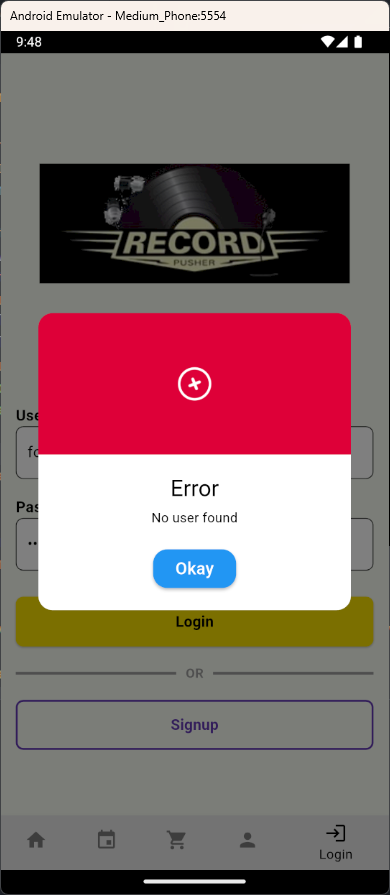 Android Emulator - Medium_Phone:5554
9:48
RECORD
PUSHER
Use
fo
Pas
Error
No user found
Okay
Login
OR
Signup
Login